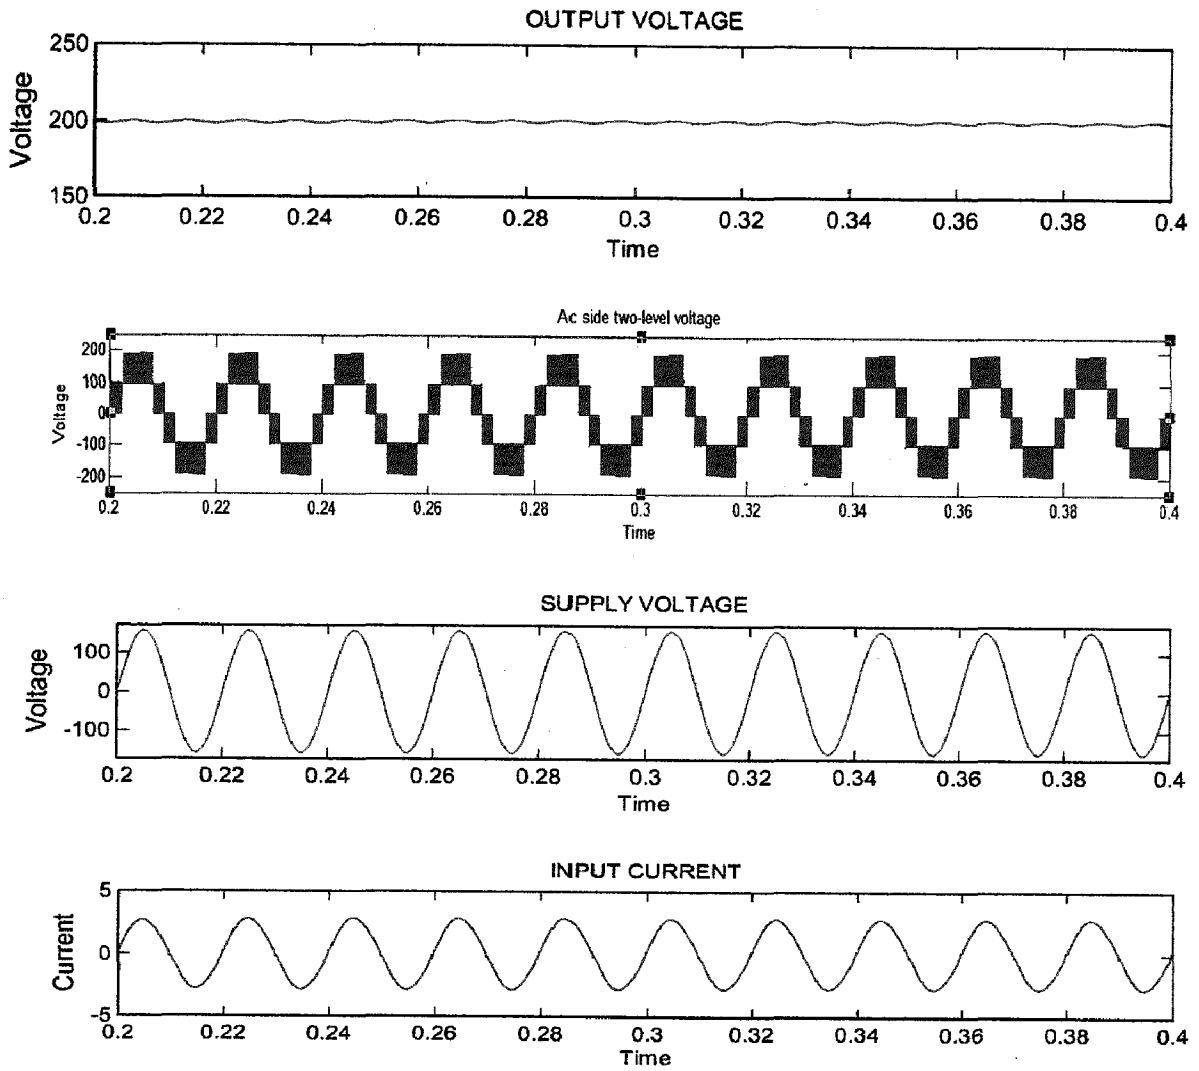 OUTPUT VOLTAGE
250
200
150
Voltage
0.2 0.22 0.24 0.26 0.28 0.3 0.32 0.34 0.36 0.38 0.4
Time
Ac side two-level voltage
200
100
0
-100
-200
Voltage
0.2 0.22 0.24 0.26 0.28 0.3 0.32 0.34 0.36 0.38 0.4
Time
SUPPLY VOLTAGE
100
0
-100
Voltage
0.2 0.22 0.24 0.26 0.28 0.3 0.32 0.34 0.36 0.38 0.4
Time
INPUT CURRENT
5
0
-5
Current
0.2 0.22 0.24 0.26 0.28 0.3 0.32 0.34 0.36 0.38 0.4
Time